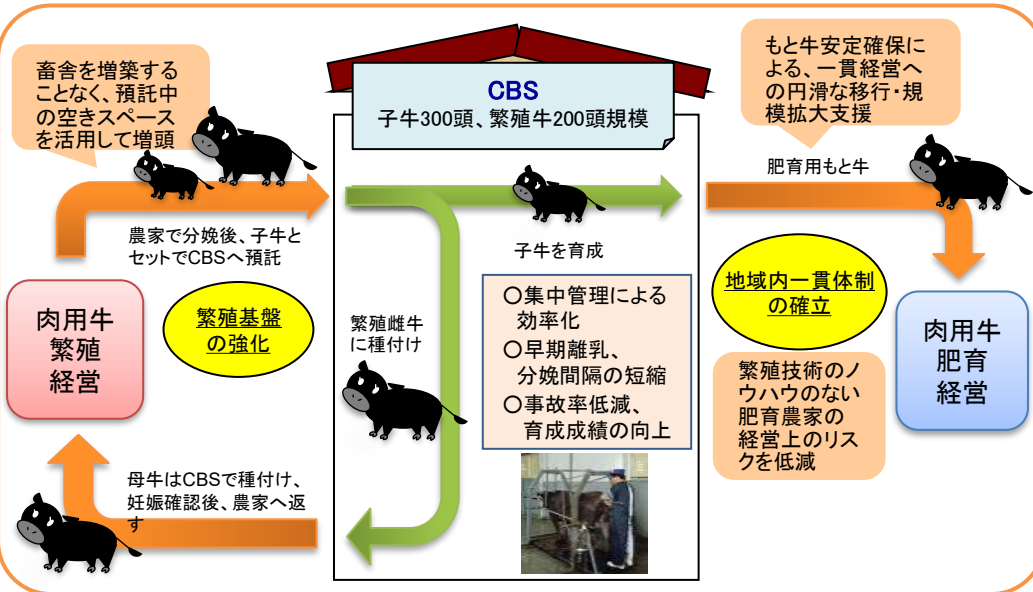 畜舎を増築する
ことなく、預託中
の空きスペース
を活用して増頭
CBS
子牛300頭、繁殖牛200頭規模
もと牛安定確保に
よる、一貫経営へ
の円滑な移行・規
模拡大支援
肥育用もと牛
農家で分娩後、子牛と
セットでCBSへ預託
子牛を育成
肉用牛
繁殖
経営
繁殖基盤
の強化
繁殖雌牛
に種付け
〇集中管理による
効率化
〇早期離乳、
分娩間隔の短縮
〇事故率低減、
育成成績の向上
地域内一貫体制
の確立
肉用牛
肥育
経営
繁殖技術のノ
ウハウのない
肥育農家の
経営上のリス
クを低減
母牛はCBSで種付け、
妊娠確認後、農家へ返
す